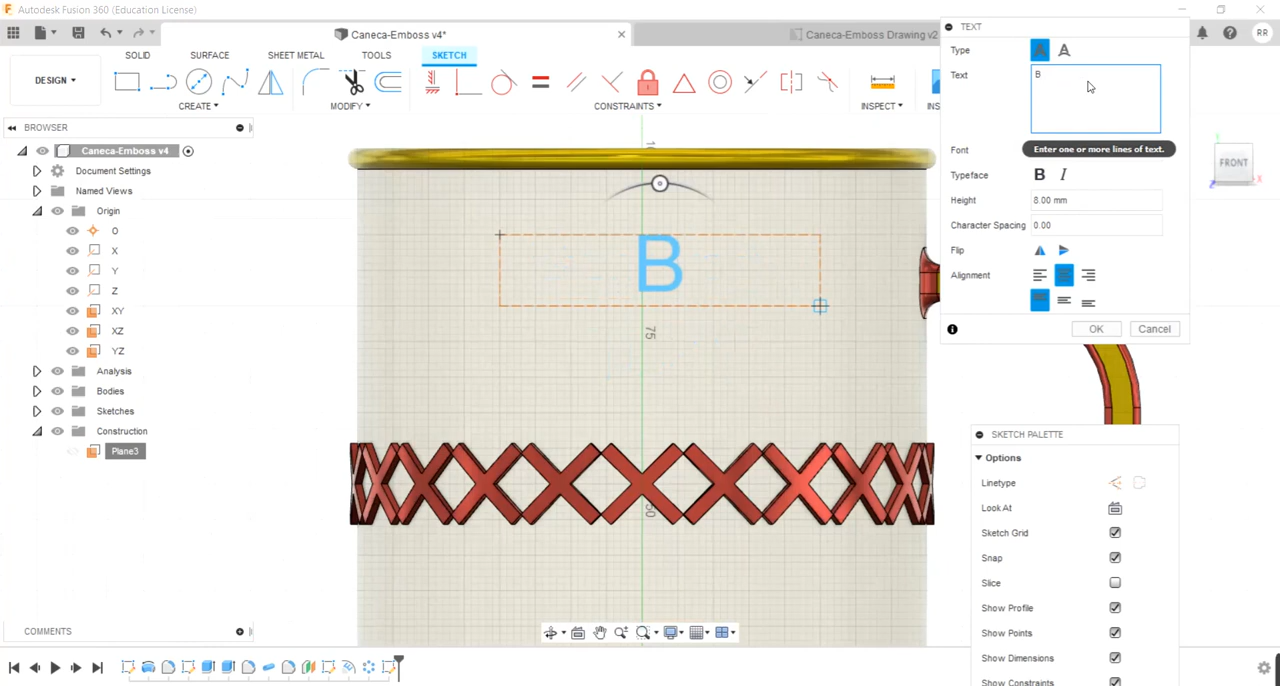 Autodesk Fusion 360 (Education License)
Caneca-Emboss v4*
Caneca-Emboss Drawing v2
RR
DESIGN
SOLID
SURFACE
SHEET METAL
TOOLS
SKETCH
CREATE
MODIFY
CONSTRAINTS
INSPECT
INS
BROWSER
Caneca-Emboss v4
Document Settings
Named Views
Origin
O
X
Y
Z
XY
XZ
YZ
Analysis
Bodies
Sketches
Construction
Plane3
B
75
50
TEXT
Type
Text
B
Font
Enter one or more lines of text.
Typeface
B I
Height
8.00 mm
Character Spacing
0.00
Flip
Alignment
OK
Cancel
FRONT
SKETCH PALETTE
Options
Linetype
Look At
Sketch Grid
Snap
Slice
Show Profile
Show Points
Show Dimensions
Show Constraints
COMMENTS